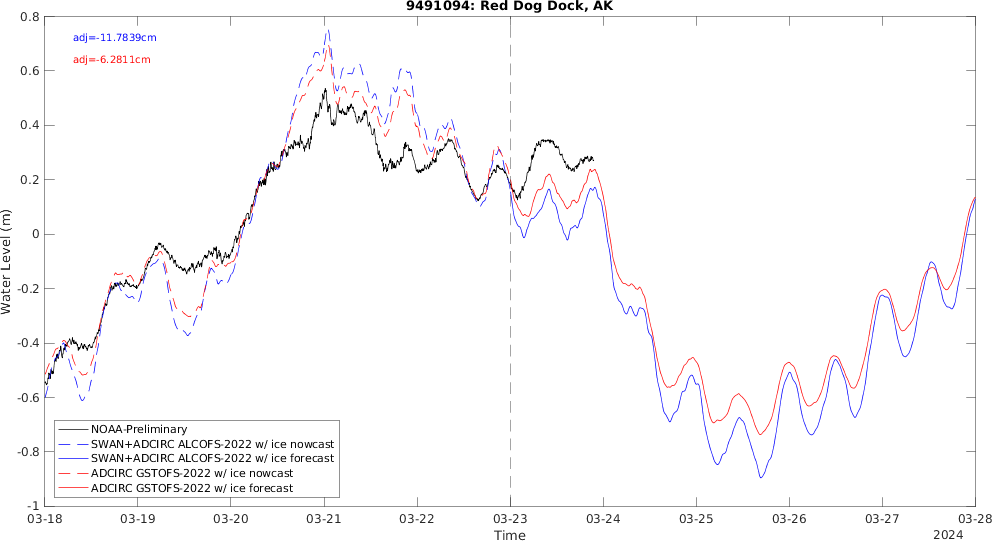 9491094: Red Dog Dock, AK
adj=-11.7839cm
adj=-6.2811cm
0.8
0.6
0.4
0.2
0
-0.2
-0.4
-0.6
-0.8
-1
Water Level (m)
NOAA-Preliminary
SWAN+ADCIRC ALCOFS-2022 w/ ice nowcast
SWAN+ADCIRC ALCOFS-2022 w/ ice forecast
ADCIRC GSTOFS-2022 w/ ice nowcast
ADCIRC GSTOFS-2022 w/ ice forecast
03-18 03-19 03-20 03-21 03-22 03-23 03-24 03-25 03-26 03-27 03-28
Time
2024